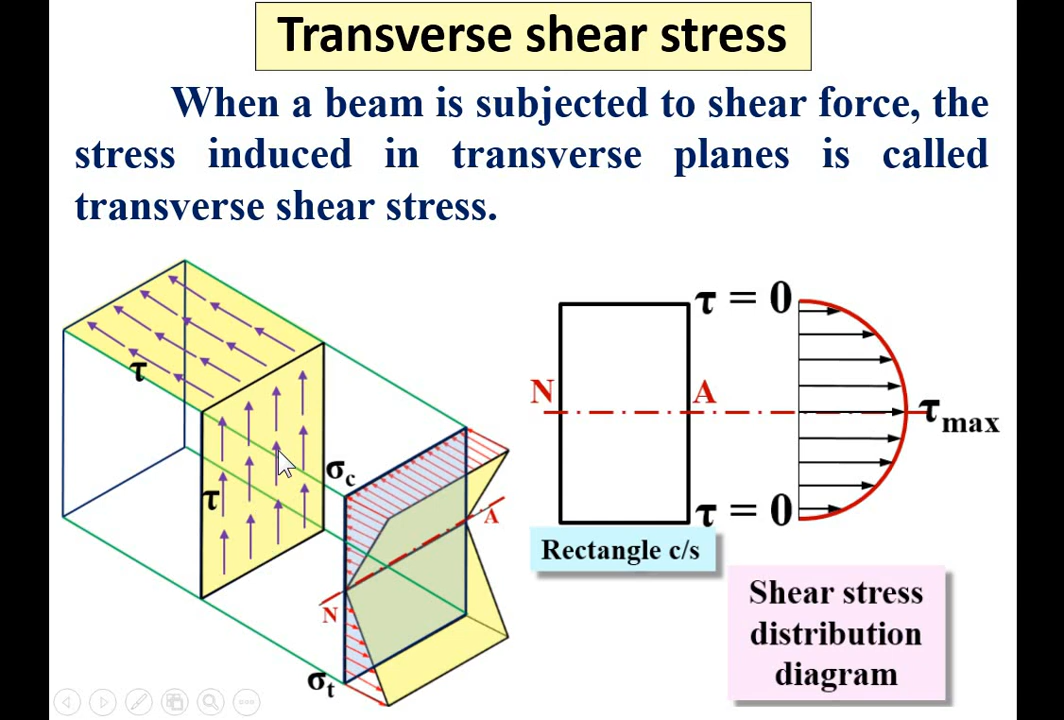 Transverse shear stress
When a beam is subjected to shear force, the
stress induced in transverse planes is called
transverse shear stress.
τ
τ
σc
σt
N
A
N
A
τ = 0
τmax
τ = 0
Rectangle c/s
Shear stress
distribution
diagram